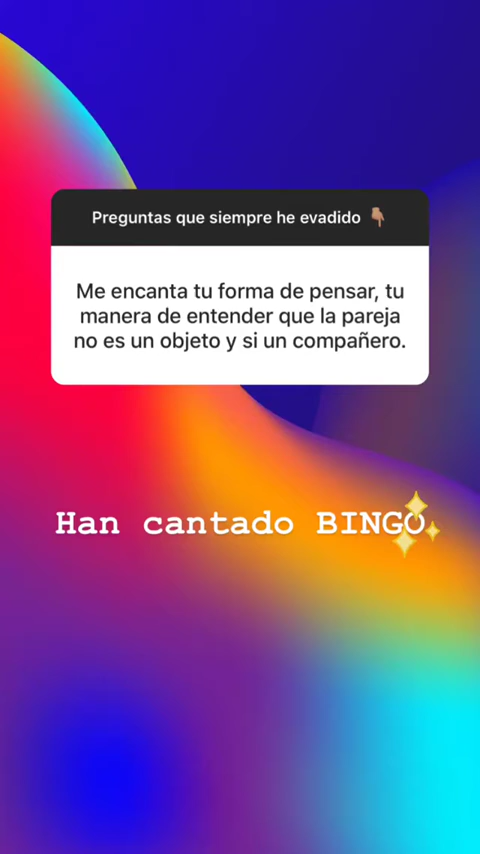 Preguntas que siempre he evadido 👇🏽
Me encanta tu forma de pensar, tu
manera de entender que la pareja
no es un objeto y si un compañero.
Han cantado BINGO